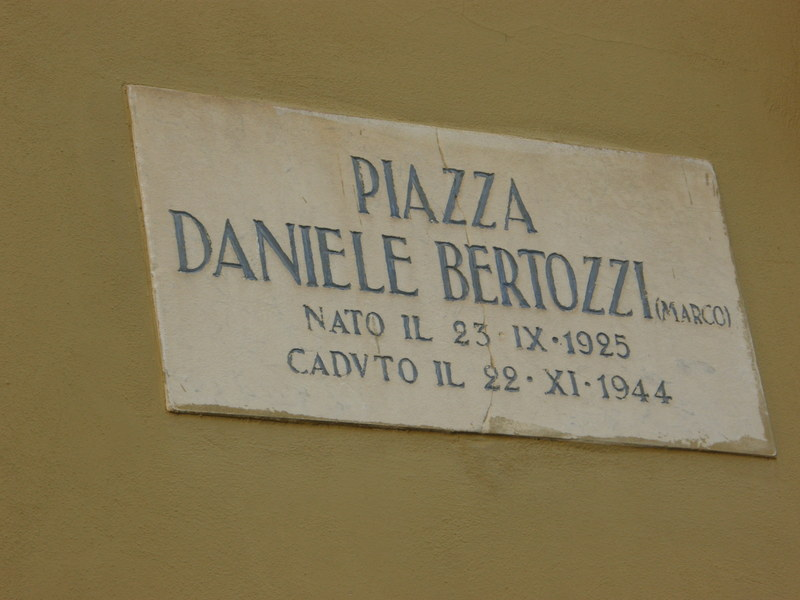 PIAZZA
DANIELE BERTOZZI (MARCO)
NATO IL 23 IX·1925
CADVTO IL 22·XI·1944